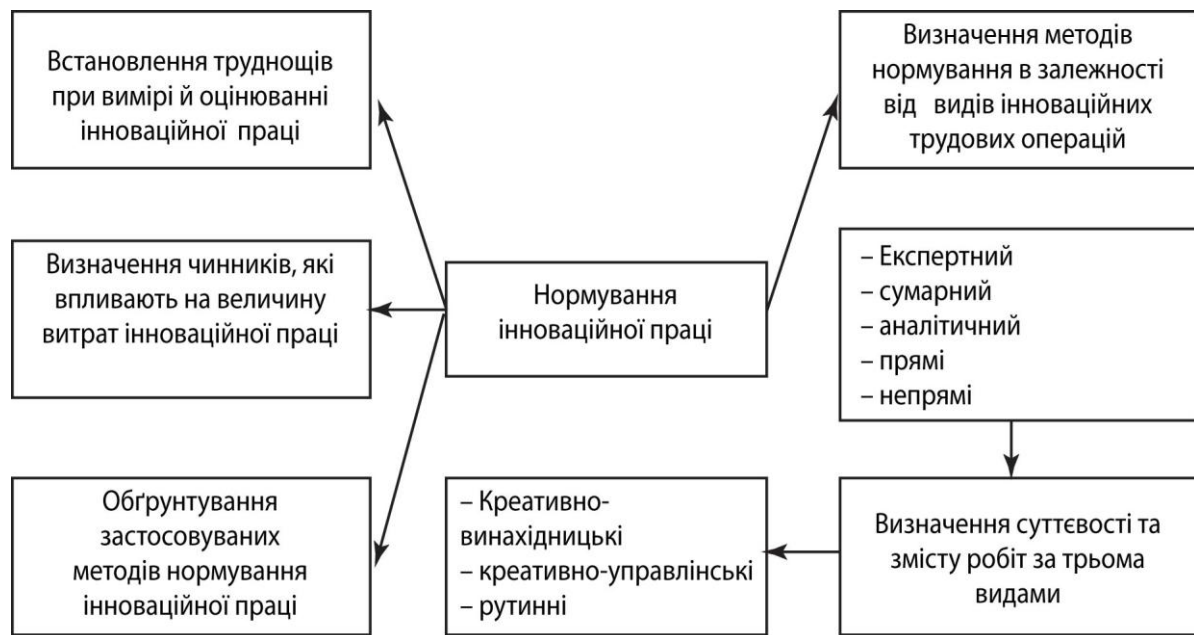 Встановлення труднощів
при вимірі й оцінюванні
інноваційної праці
Визначення методів
нормування в залежності
від видів інноваційних
трудових операцій
Визначення чинників, які
впливають на величину
витрат інноваційної праці
Нормування
інноваційної праці
– Експертний
– сумарний
– аналітичний
– прямі
– непрямі
Обґрунтування
застосовуваних
методів нормування
інноваційної праці
– Креативно-
винахідницькі
– креативно-управлінські
– рутинні
Визначення суттєвості та
змісту робіт за трьома
видами